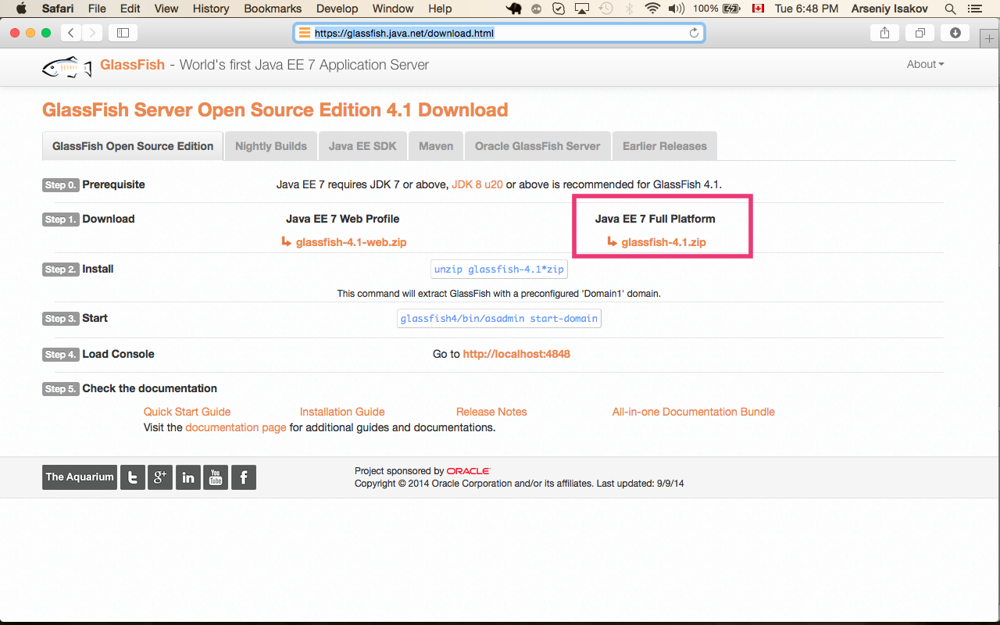 Safari File Edit View History Bookmarks Develop Window Help 100% Tue 6:48 PM Arseniy Isakov
https://glassfish.java.net/download.html
GlassFish - World's first Java EE 7 Application Server About
GlassFish Server Open Source Edition 4.1 Download
GlassFish Open Source Edition Nightly Builds Java EE SDK Maven Oracle GlassFish Server Earlier Releases
Step 0. Prerequisite Java EE 7 requires JDK 7 or above, JDK 8 u20 or above is recommended for GlassFish 4.1.
Step 1. Download Java EE 7 Web Profile Java EE 7 Full Platform
glassfish-4.1-web.zip glassfish-4.1.zip
Step 2. Install unzip glassfish-4.1*zip
This command will extract GlassFish with a preconfigured 'Domain1' domain.
Step 3. Start glassfish4/bin/asadmin start-domain
Step 4. Load Console Go to http://localhost:4848
Step 5. Check the documentation
Quick Start Guide Installation Guide Release Notes All-in-one Documentation Bundle
Visit the documentation page for additional guides and documentations.
The Aquarium t g+ in You Tube f
Project sponsored by ORACLE
Copyright © 2014 Oracle Corporation and/or its affiliates. Last updated: 9/9/14